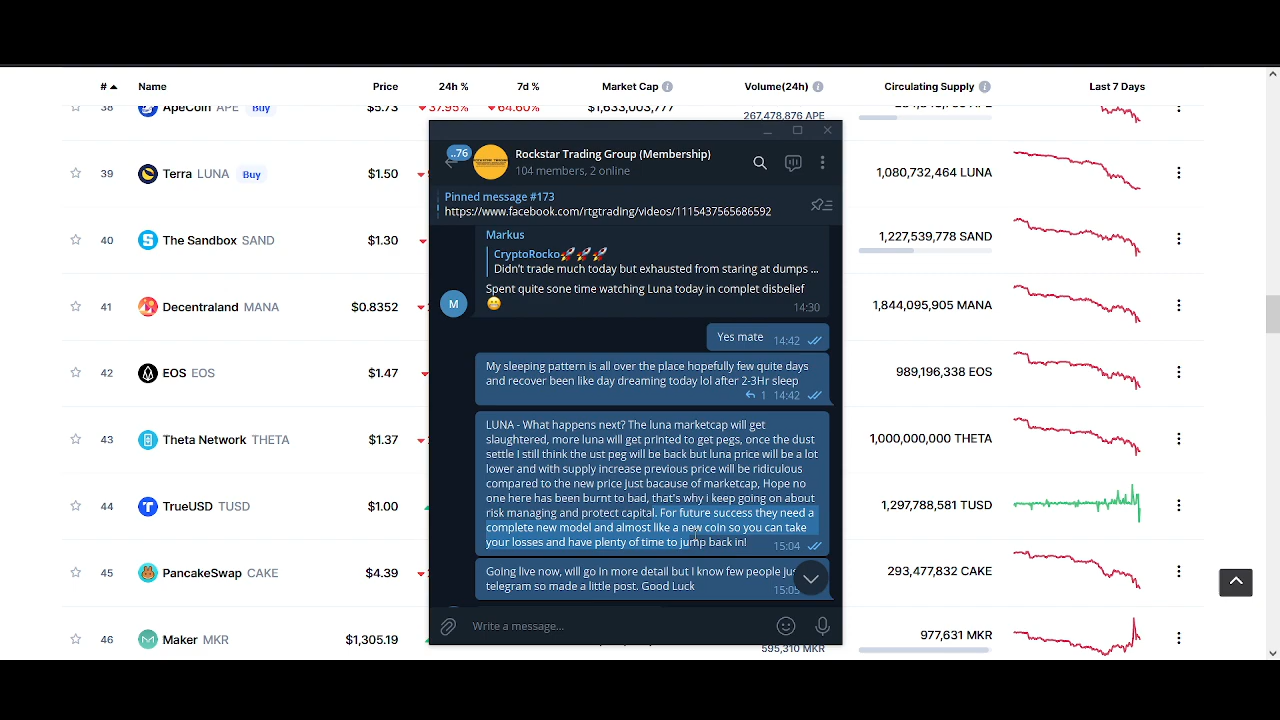 # Name Price 24h % 7d % Market Cap Volume(24h) Circulating Supply Last 7 Days
38 ApeCoin APE Buy $5.73 37.95% 64.60% $1,633,003,777
267,478,876 APE
39 Terra LUNA Buy $1.50 1,080,732,464 LUNA
40 The Sandbox SAND $1.30 1,227,539,778 SAND
41 Decentraland MANA $0.8352 1,844,095,905 MANA
42 EOS EOS $1.47 989,196,338 EOS
43 Theta Network THETA $1.37 1,000,000,000 THETA
44 TrueUSD TUSD $1.00 1,297,788,581 TUSD
45 PancakeSwap CAKE $4.39 293,477,832 CAKE
46 Maker MKR $1,305.19 977,631 MKR
595,310 MKR
..76
Rockstar Trading Group (Membership)
104 members, 2 online
Pinned message #173
https://www.facebook.com/rtgtrading/videos/1115437565686592
Markus
CryptoRocko🚀🚀🚀
Didn't trade much today but exhausted from staring at dumps ...
Spent quite sone time watching Luna today in complet disbelief
😁
M
14:30
Yes mate 14:42
My sleeping pattern is all over the place hopefully few quite days
and recover been like day dreaming today lol after 2-3Hr sleep
1 14:42
LUNA - What happens next? The luna marketcap will get
slaughtered, more luna will get printed to get pegs, once the dust
settle I still think the ust peg will be back but luna price will be a lot
lower and with supply increase previous price will be ridiculous
compared to the new price just bacause of marketcap, Hope no
one here has been burnt to bad, that's why i keep going on about
risk managing and protect capital. For future success they need a
complete new model and almost like a new coin so you can take
your losses and have plenty of time to jump back in! 15:04
Going live now, will go in more detail but I know few people jus
telegram so made a little post. Good Luck
Write a message...